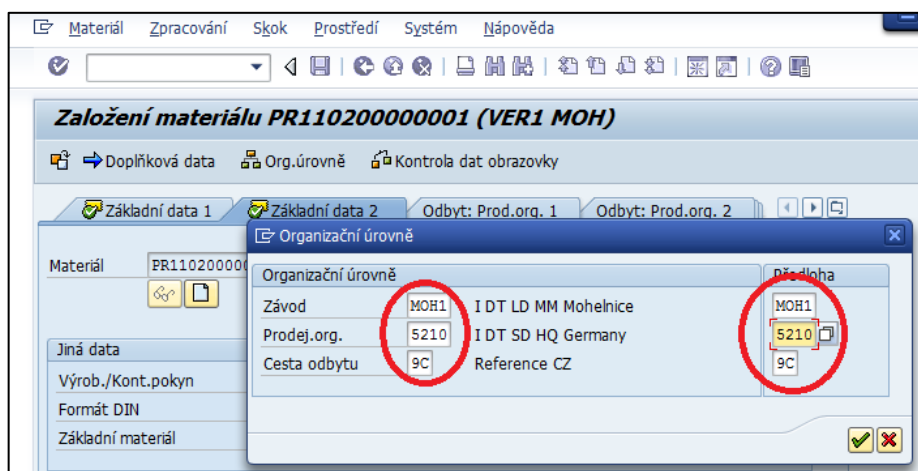 Materiál Zpracování Skok Prostředí Systém Nápověda
Založení materiálu PR110200000001 (VER1 MOH)
Doplňková data Org.úrovně Kontrola dat obrazovky
Základní data 1 Základní data 2 Odbyt: Prod.org. 1 Odbyt: Prod.org. 2
Organizační úrovně
Materiál PR11020000
Organizační úrovně Předloha
Závod MOH1 I DT LD MM Mohelnice MOH1
Prodej.org. 5210 I DT SD HQ Germany 5210
Cesta odbytu 9C Reference CZ 9C
Jiná data
Výrob./Kont.pokyn
Formát DIN
Základní materiál